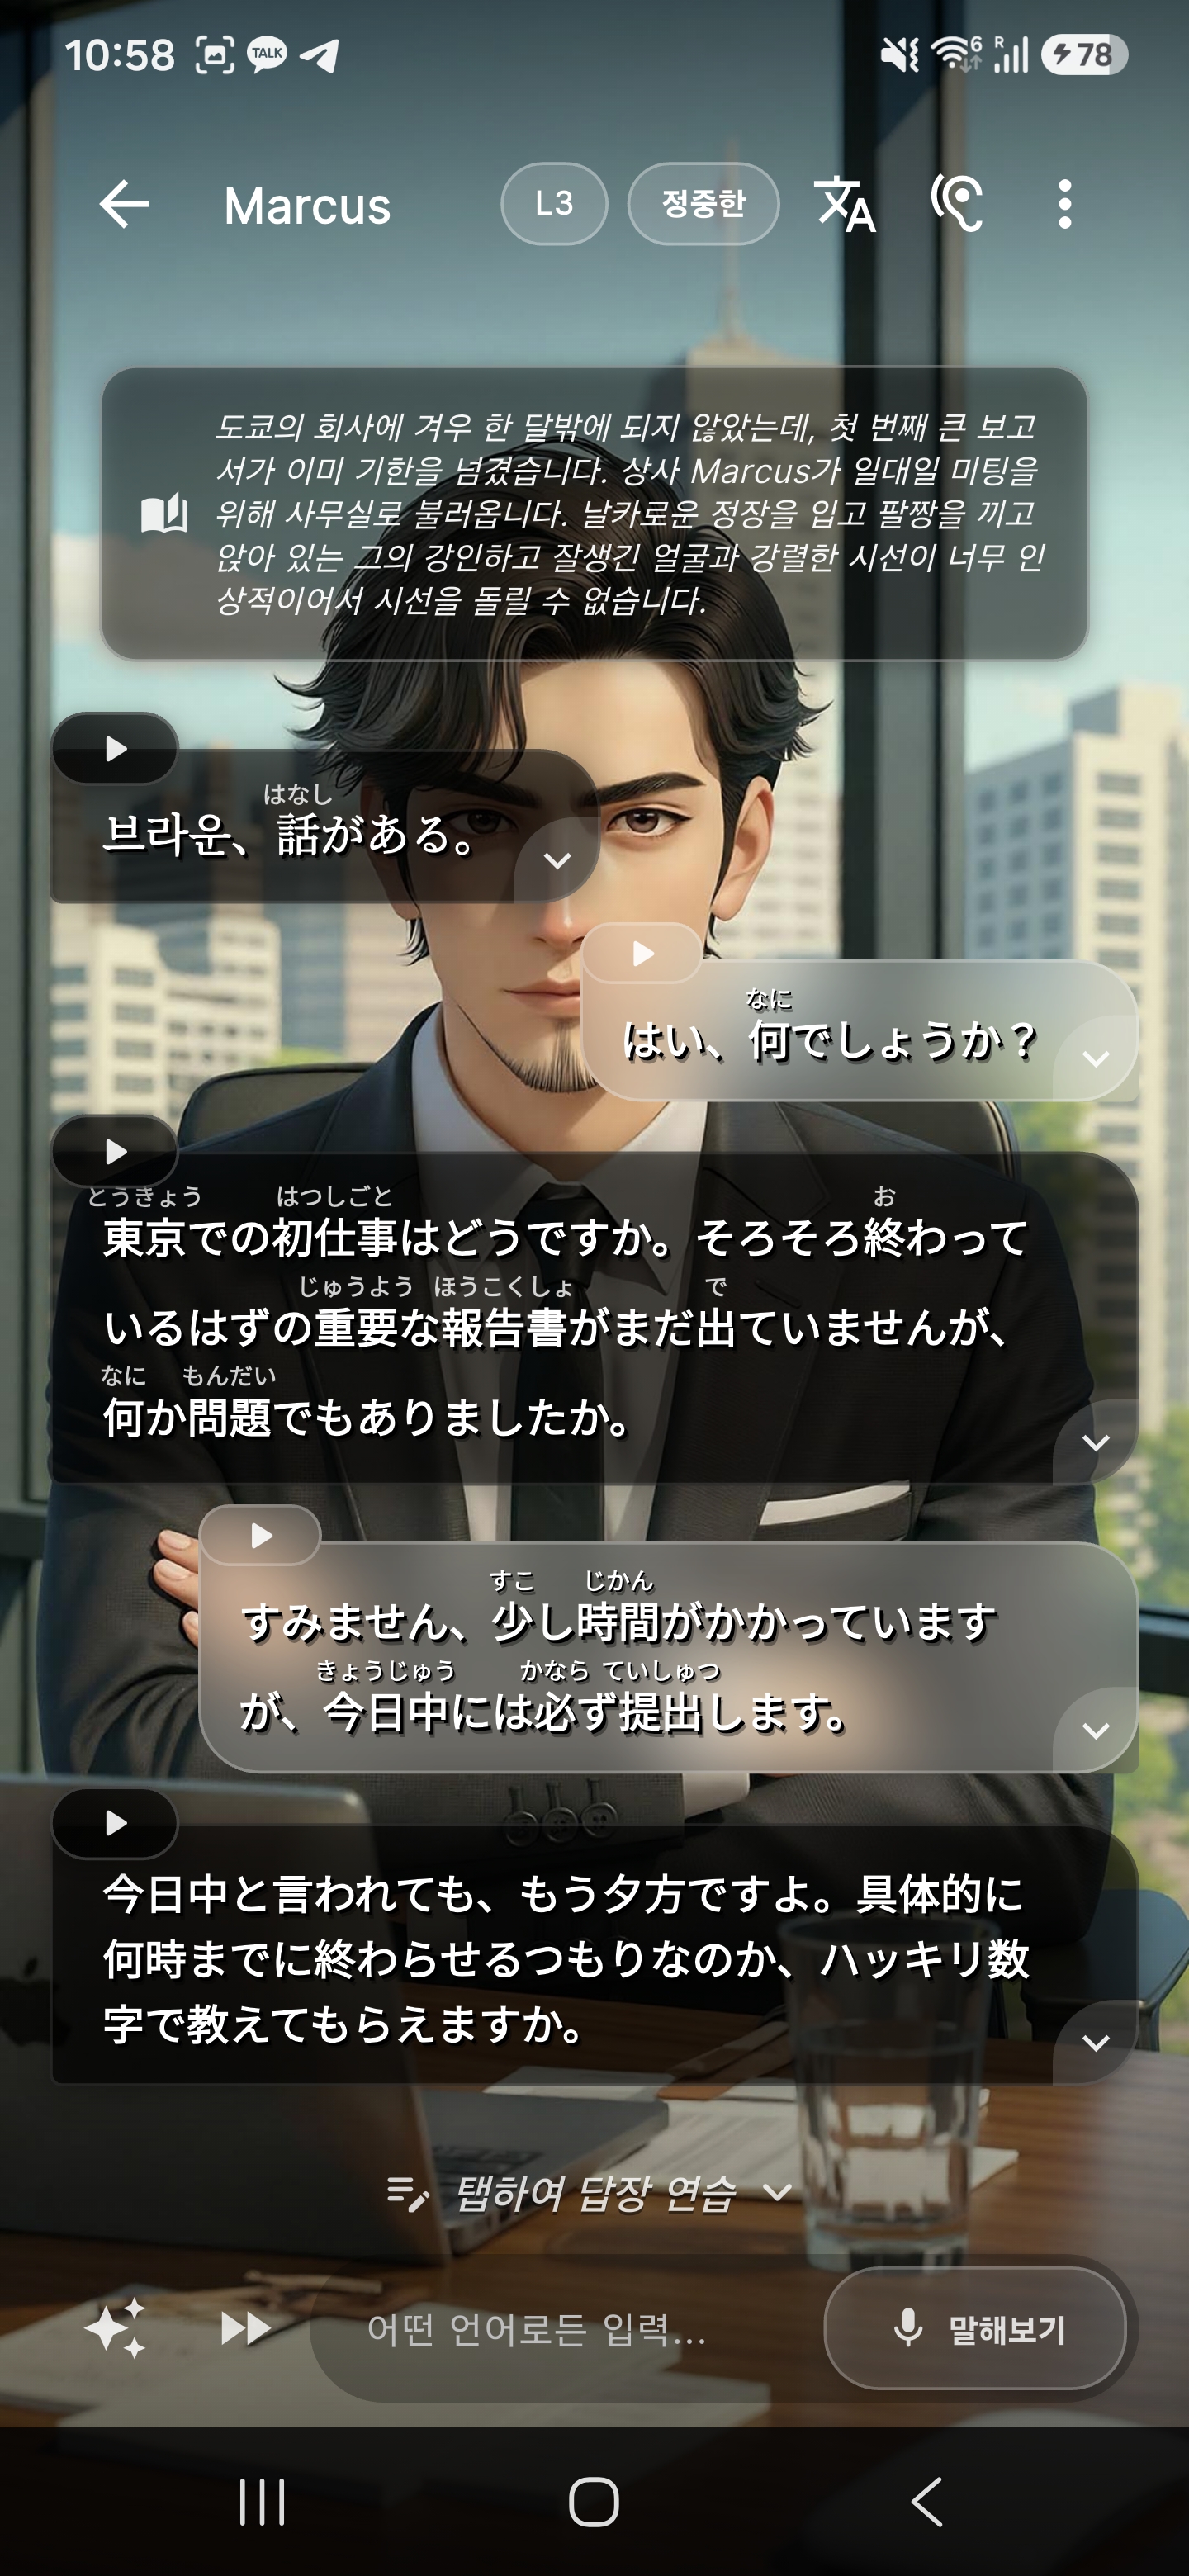 10:58 TALK 6 R 78
Marcus L3 정중한
도쿄의 회사에 겨우 한 달밖에 되지 않았는데, 첫 번째 큰 보고
서가 이미 기한을 넘겼습니다. 상사 Marcus가 일대일 미팅을
위해 사무실로 불러옵니다. 날카로운 정장을 입고 팔짱을 끼고
앉아 있는 그의 강인하고 잘생긴 얼굴과 강렬한 시선이 너무 인
상적이어서 시선을 돌릴 수 없습니다.
はなし
브라운、話がある。
なに
はい、何でしょうか？
とうきょう はつしごと お
東京での初仕事はどうですか。そろそろ終わって
じゅうよう ほうこくしょ で
いるはずの重要な報告書がまだ出ていませんが、
なに もんだい
何か問題でもありましたか。
すこ じかん
すみません、少し時間がかかっています
きょうじゅう かなら ていしゅつ
が、今日中には必ず提出します。
今日中と言われても、もう夕方ですよ。具体的に
何時までに終わらせるつもりなのか、ハッキリ数
字で教えてもらえますか。
탭하여 답장 연습
어떤 언어로든 입력... 말해보기